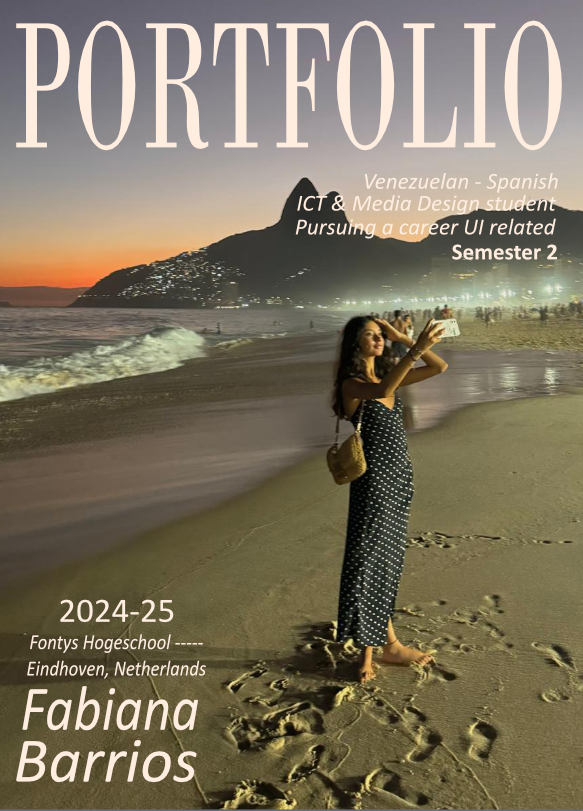 PORTFOLIO
Venezuelan - Spanish
ICT & Media Design student
Pursuing a career UI related
Semester 2
2024-25
Fontys Hogeschool -----
Eindhoven, Netherlands
Fabiana
Barrios